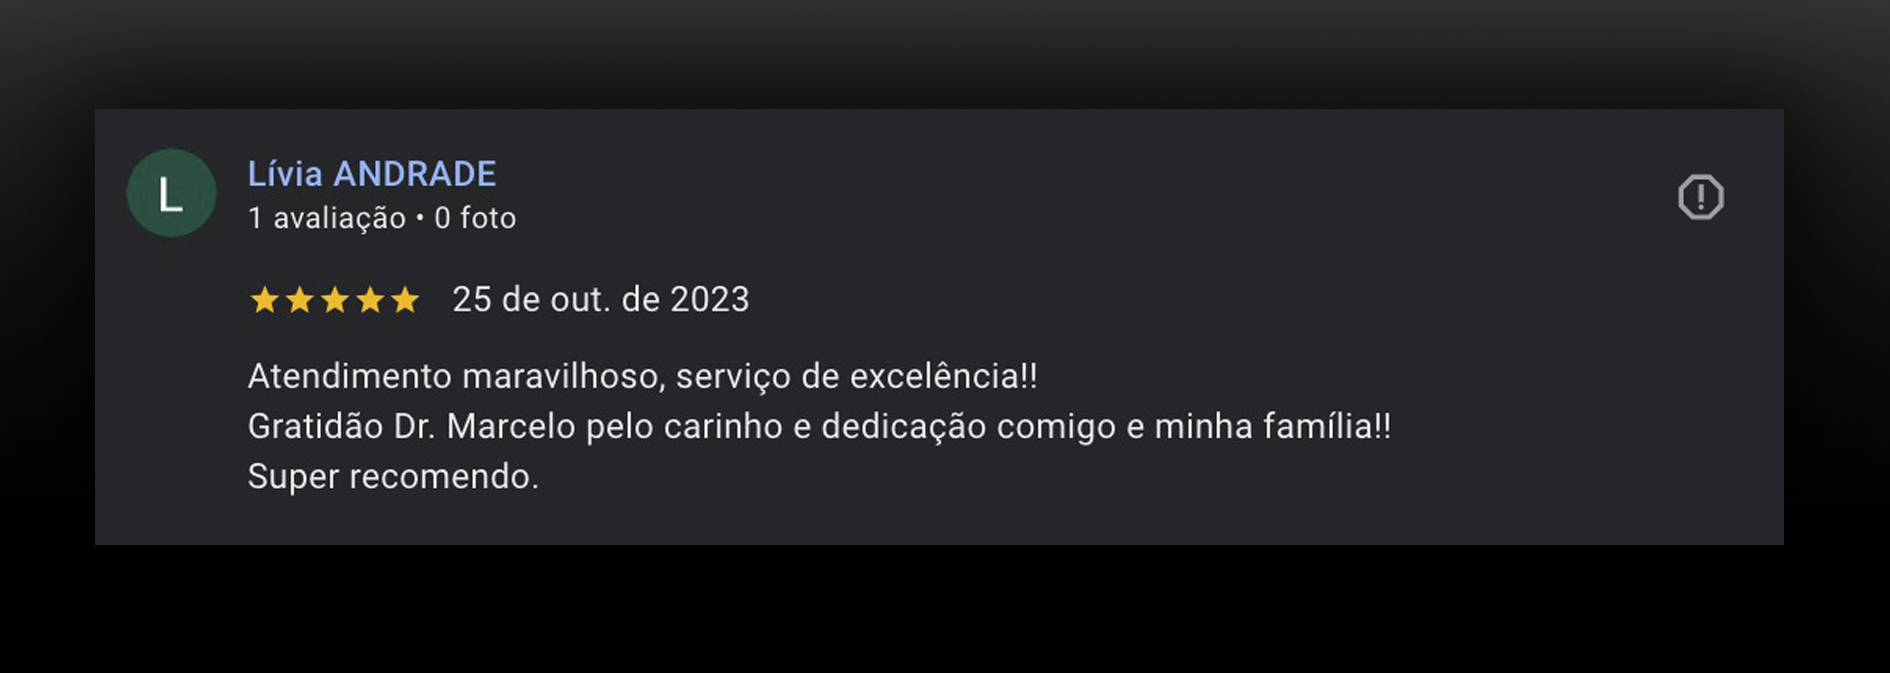 L
Lívia ANDRADE
1 avaliação • 0 foto
25 de out. de 2023
Atendimento maravilhoso, serviço de excelência!!
Gratidão Dr. Marcelo pelo carinho e dedicação comigo e minha família!!
Super recomendo.